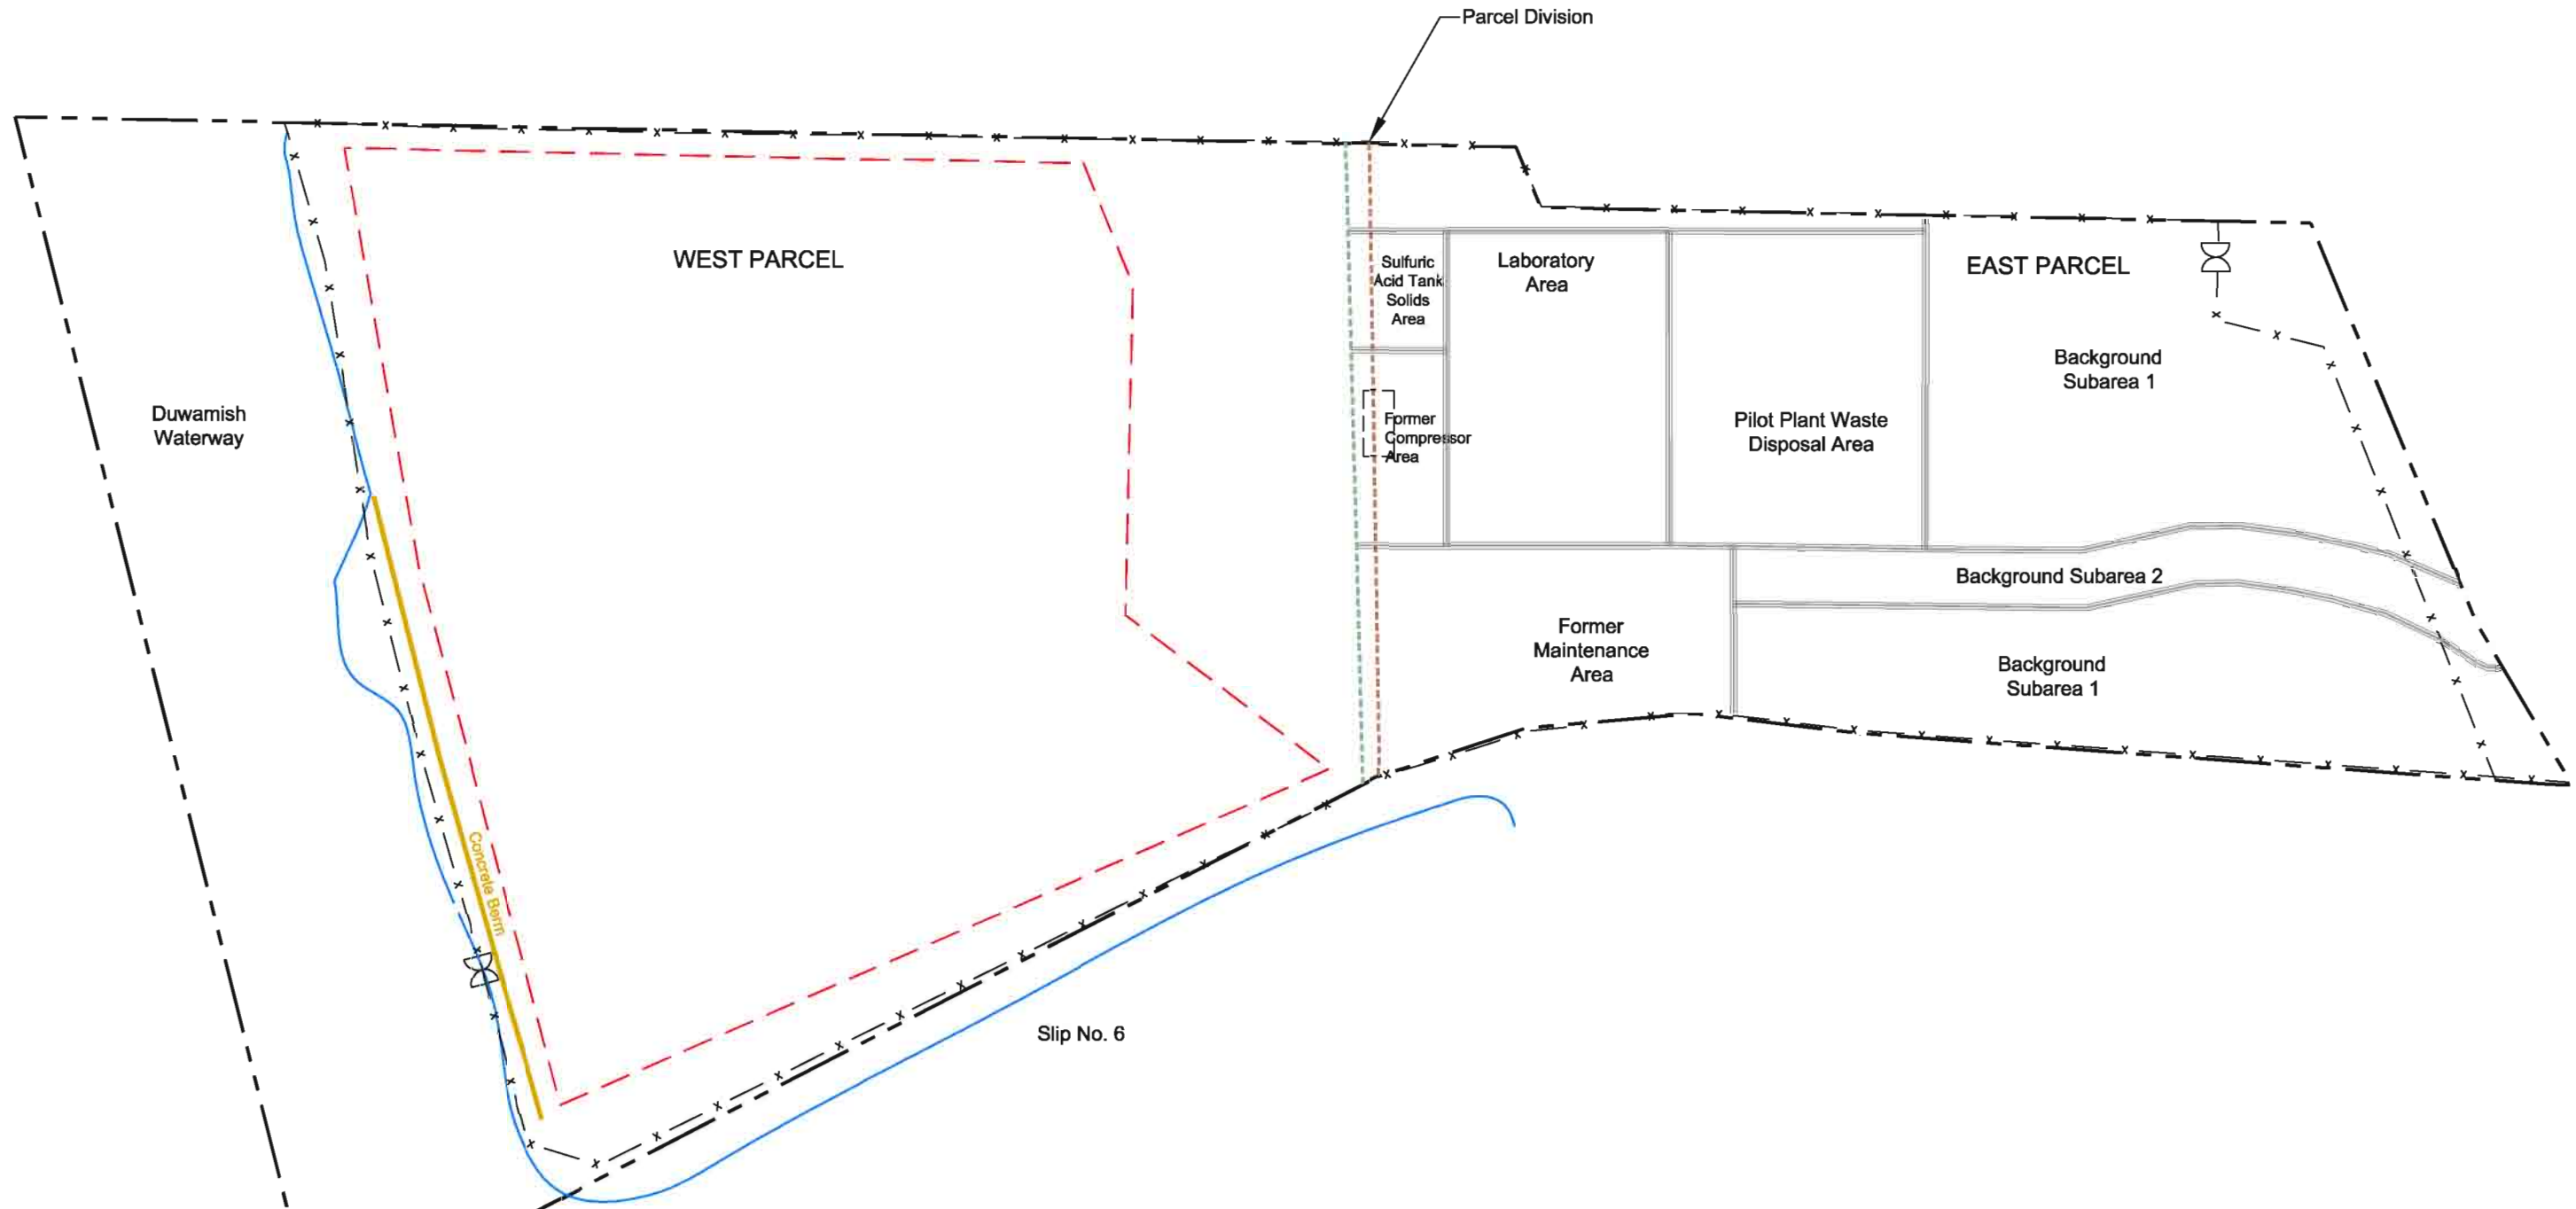 Parcel Division
WEST PARCEL
Sulfuric
Acid Tank
Solids
Area
Laboratory
Area
EAST PARCEL
Background
Subarea 1
Duwamish
Waterway
Former
Compressor
Area
Pilot Plant Waste
Disposal Area
Background Subarea 2
Former
Maintenance
Area
Background
Subarea 1
Concrete Berm
Slip No. 6